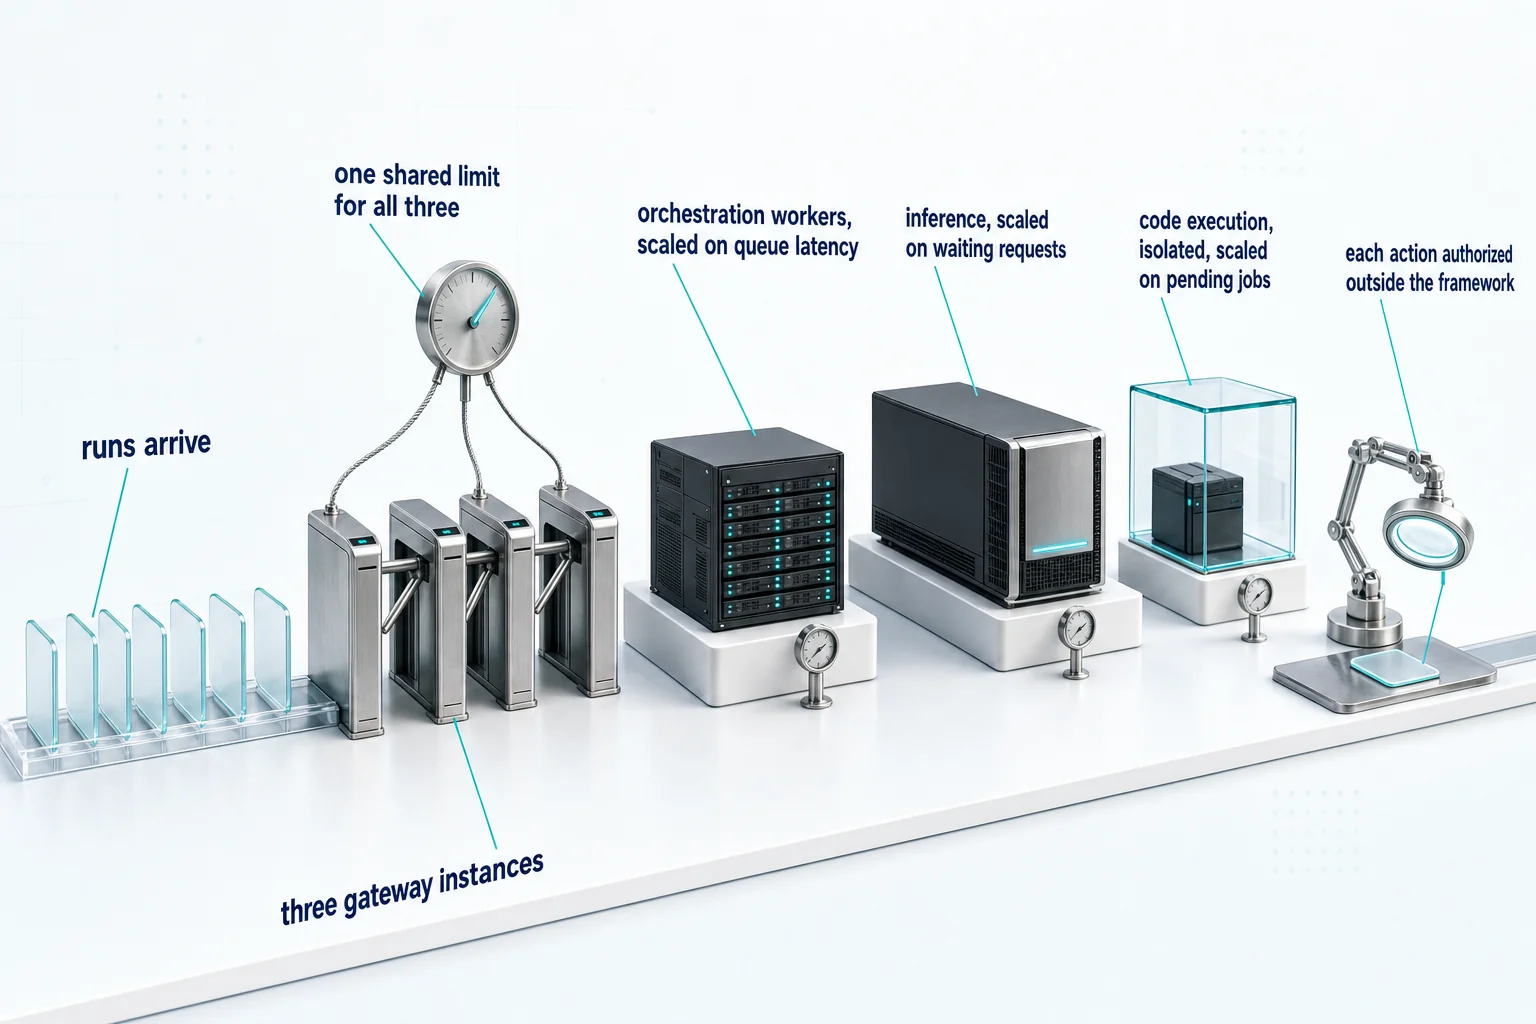 runs arrive
one shared limit
for all three
three gateway instances
orchestration workers,
scaled on queue latency
inference, scaled
on waiting requests
code execution,
isolated, scaled
on pending jobs
each action authorized
outside the framework